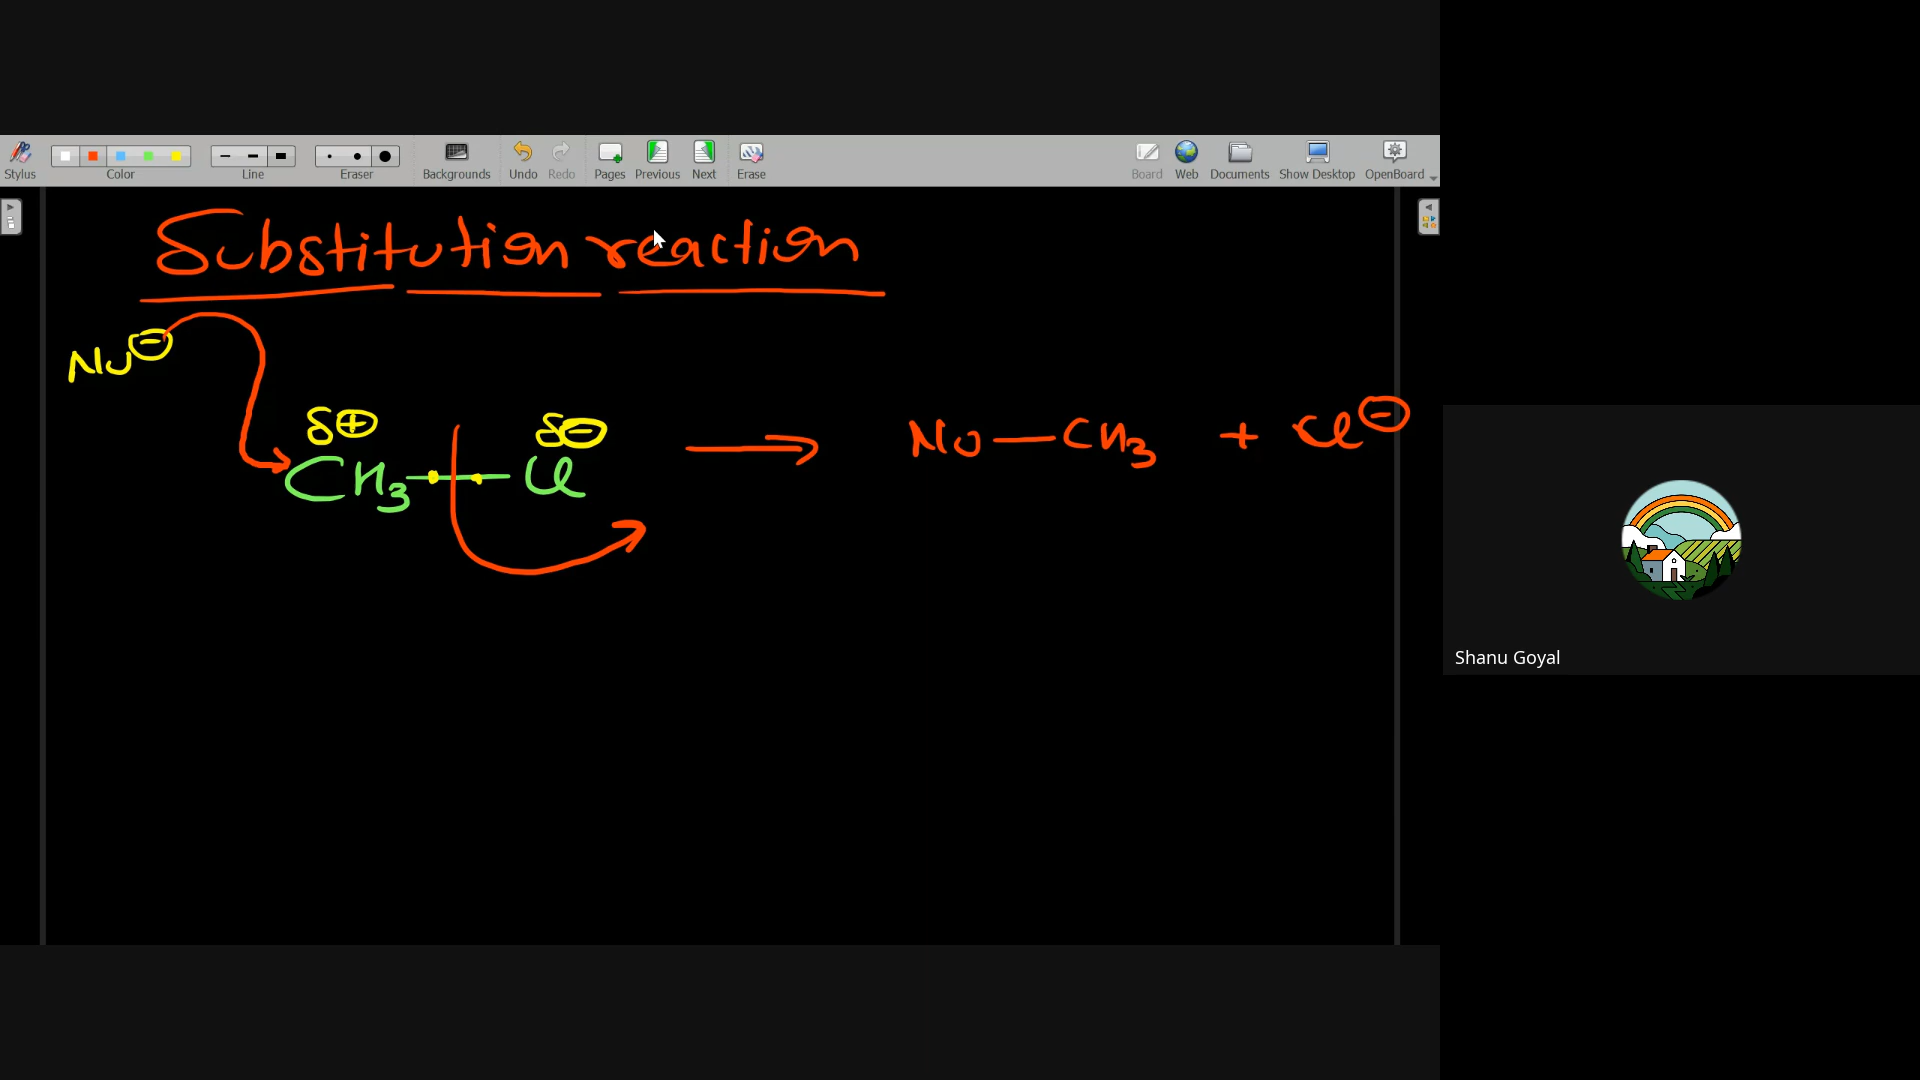 Stylus Color Line Eraser Backgrounds Undo Redo Pages Previous Next Erase Board Web Documents Show Desktop OpenBoard
Substitution reaction
Nu⊖
δ⊕ δ⊖
CH₃—Cl ⟶ Nu—CH₃ + Cl⊖
Shanu Goyal